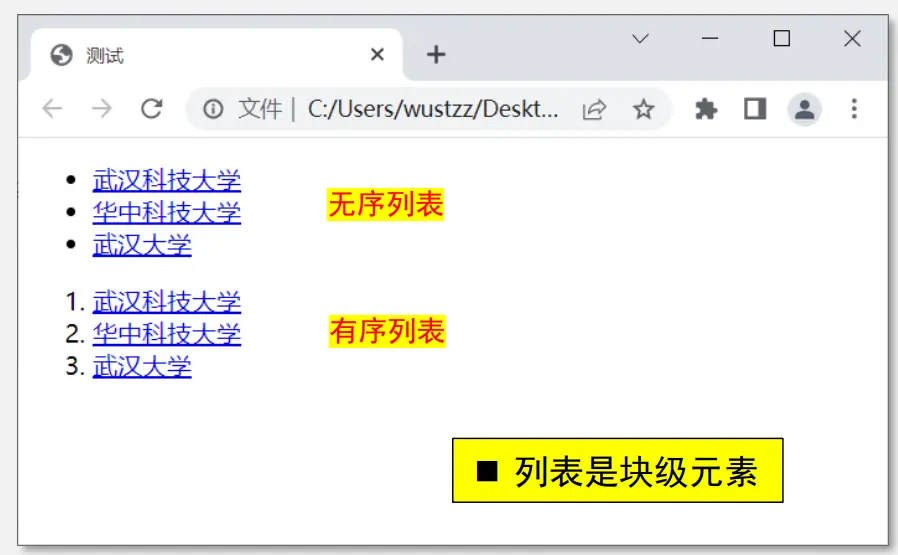 测试
文件 | C:/Users/wustzz/Deskt...
• 武汉科技大学
• 华中科技大学
• 武汉大学
无序列表
1. 武汉科技大学
2. 华中科技大学
3. 武汉大学
有序列表
■ 列表是块级元素